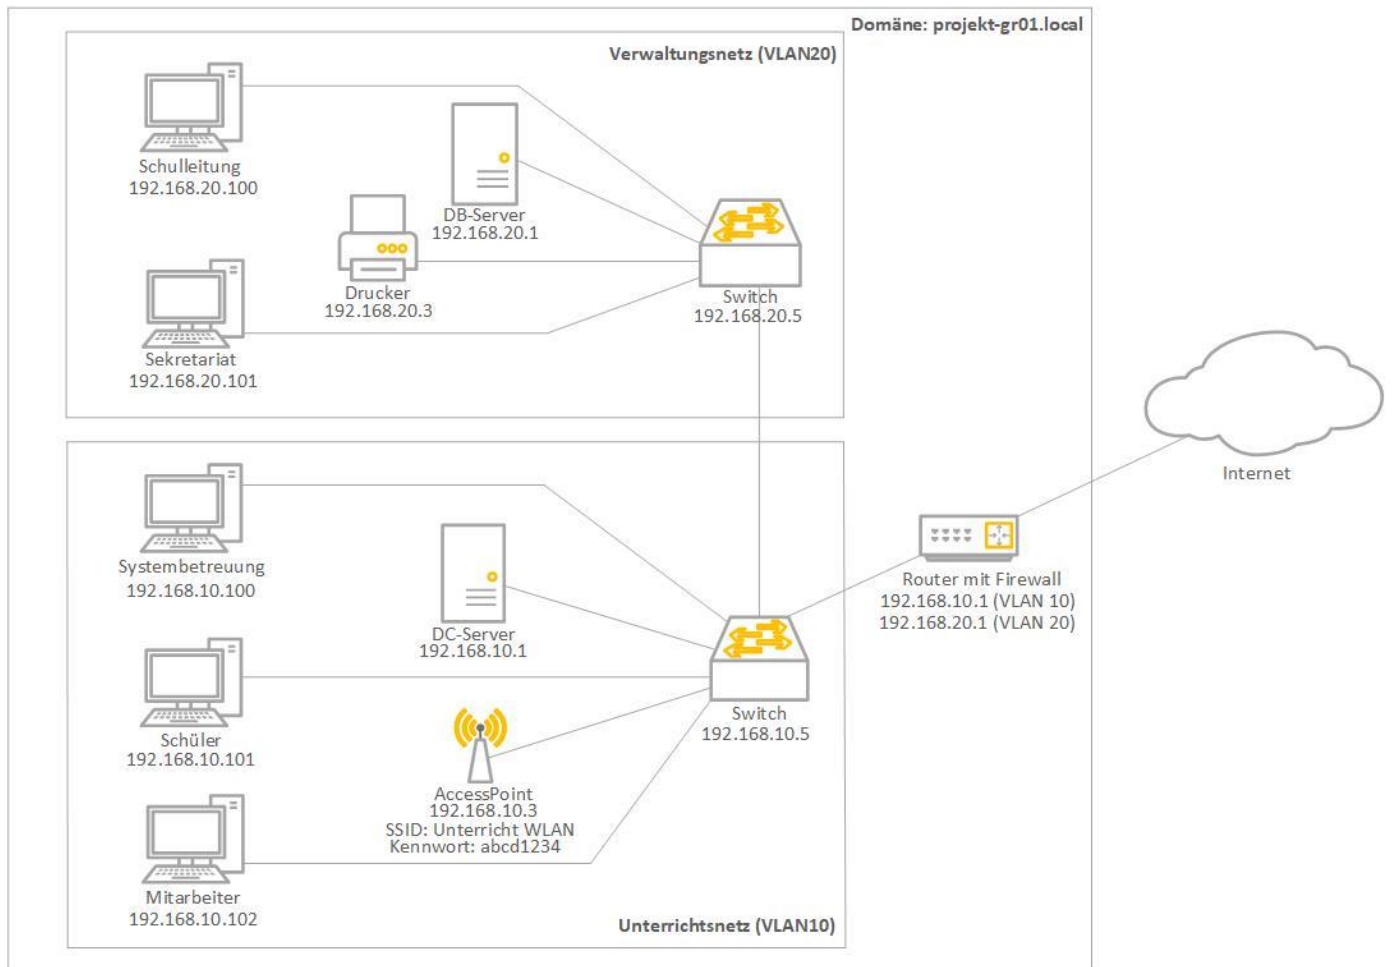 Domäne: projekt-gr01.local
Verwaltungsnetz (VLAN20)
Schulleitung
192.168.20.100
DB-Server
192.168.20.1
Drucker
192.168.20.3
Switch
192.168.20.5
Sekretariat
192.168.20.101
Internet
Systembetreuung
192.168.10.100
DC-Server
192.168.10.1
Router mit Firewall
192.168.10.1 (VLAN 10)
192.168.20.1 (VLAN 20)
Schüler
192.168.10.101
Switch
192.168.10.5
AccessPoint
192.168.10.3
SSID: Unterricht WLAN
Kennwort: abcd1234
Mitarbeiter
192.168.10.102
Unterrichtsnetz (VLAN10)